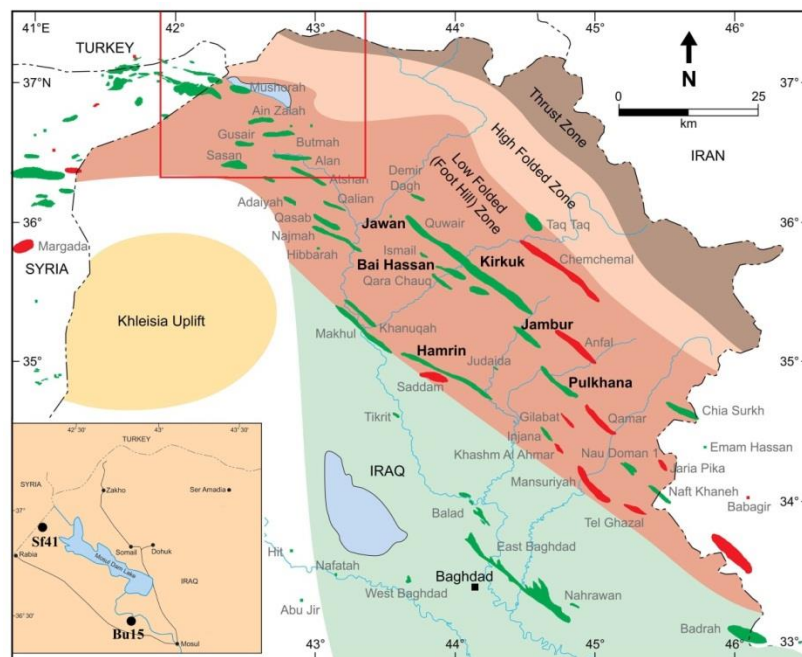 41°E
42°
43°
44°
45°
46°
TURKEY
37°N
N
0
25
km
IRAN
Thrust Zone
High Folded Zone
Low Folded
(Foot Hill) Zone
Mushorah
Ain Zalah
Gusair
Butmah
Sasan
Alan
Atshan
Demir
Dagh
Adaiyah
Qalian
36°
Jawan
Quwair
Taq Taq
36°
Qasab
Najmah
Hibbarah
Ismail
Kirkuk
Chemchemal
Bai Hassan
Qara Chauq
Margada
SYRIA
Khleisia Uplift
Khanuqah
Makhul
Jambur
Anfal
35°
Hamrin
Judaida
35°
Saddam
Pulkhana
Tikrit
Gilabat
Qamar
Chia Surkh
Injana
Nau Doman 1
Emam Hassan
Khashm Al Ahmar
Jaria Pika
IRAQ
Mansuriyah
Naft Khaneh
34°
Babagir
Balad
Tel Ghazal
East Baghdad
Hit
Nafatah
Baghdad
West Baghdad
Nahrawan
Abu Jir
Badrah
33°
43°
44°
45°
42°30'
43°
43°30'
TURKEY
SYRIA
Zakho
Ser Amadia
37°
Sf41
Rabia
Mosul Dam Lake
Somail
Dohuk
IRAQ
36°30'
Bu15
Mosul